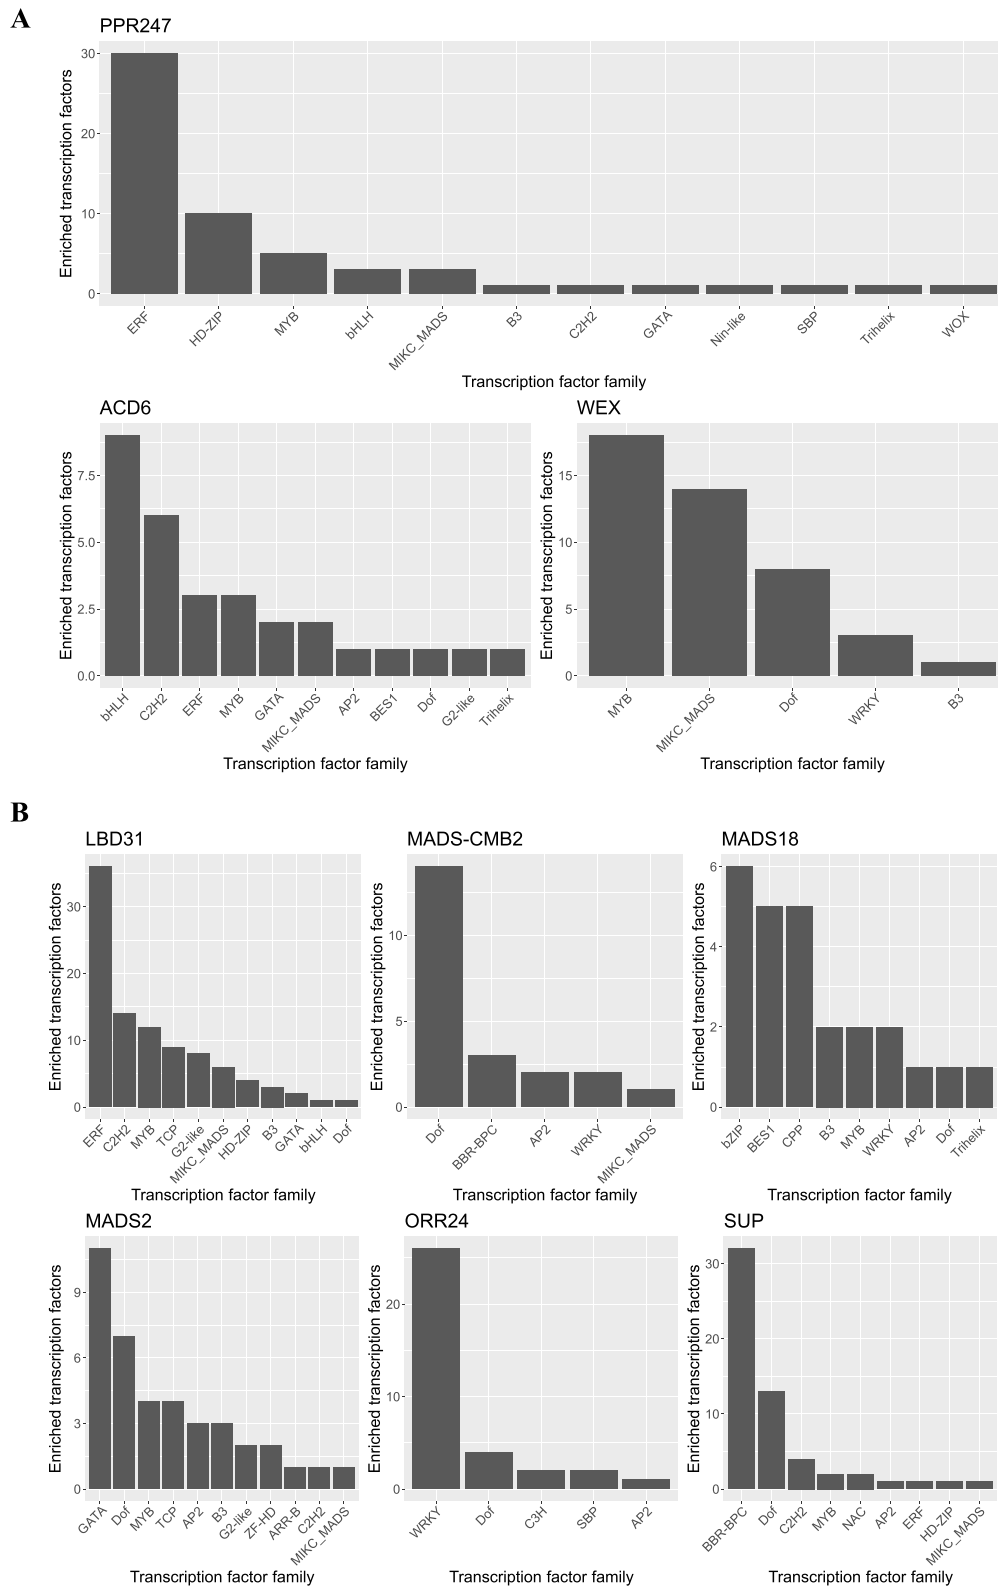 A
PPR247
Enriched transcription factors
30
20
10
0
ERF HD-ZIP MYB bHLH MIKC_MADS B3 C2H2 GATA Nin-like SBP Trihelix WOX
Transcription factor family
ACD6
Enriched transcription factors
7.5
5.0
2.5
0.0
bHLH C2H2 ERF MYB GATA MIKC_MADS AP2 BES1 Dof G2-like Trihelix
Transcription factor family
WEX
Enriched transcription factors
15
10
5
0
MYB MIKC_MADS Dof WRKY B3
Transcription factor family
B
LBD31
Enriched transcription factors
30
20
10
0
ERF C2H2 MYB TCP G2-like MIKC_MADS HD-ZIP B3 GATA bHLH Dof
Transcription factor family
MADS-CMB2
Enriched transcription factors
10
5
0
Dof BBR-BPC AP2 WRKY MIKC_MADS
Transcription factor family
MADS18
Enriched transcription factors
6
4
2
0
bZIP BES1 CPP B3 MYB WRKY AP2 Dof Trihelix
Transcription factor family
MADS2
Enriched transcription factors
9
6
3
0
GATA Dof MYB TCP AP2 B3 G2-like ZF-HD ARR-B C2H2 MIKC_MADS
Transcription factor family
ORR24
Enriched transcription factors
20
10
0
WRKY Dof C3H SBP AP2
Transcription factor family
SUP
Enriched transcription factors
30
20
10
0
BBR-BPC Dof C2H2 MYB NAC AP2 ERF HD-ZIP MIKC_MADS
Transcription factor family